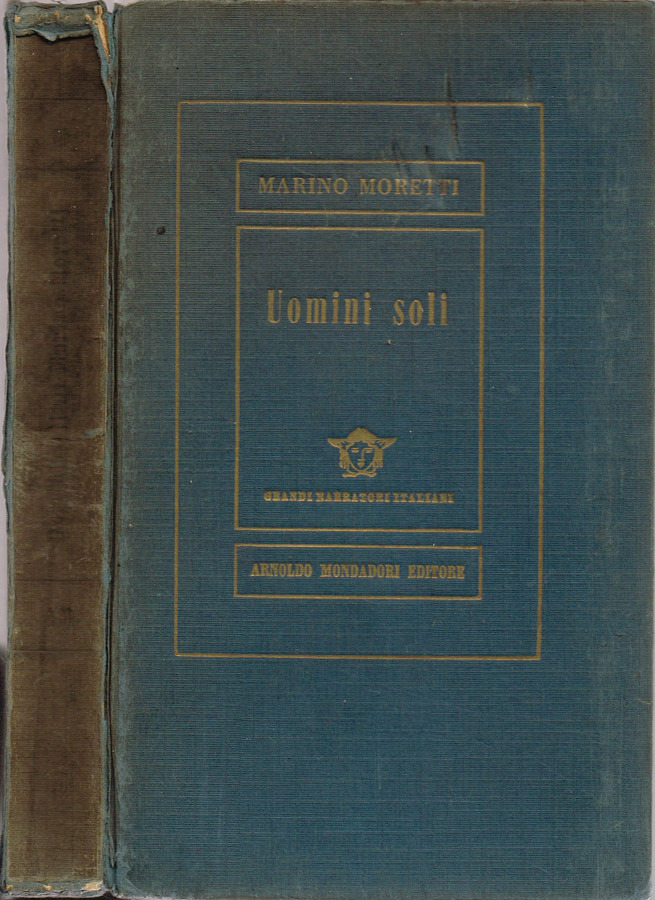 MARINO MORETTI
Uomini soli
GRANDI NARRATORI ITALIANI
ARNOLDO MONDADORI EDITORE